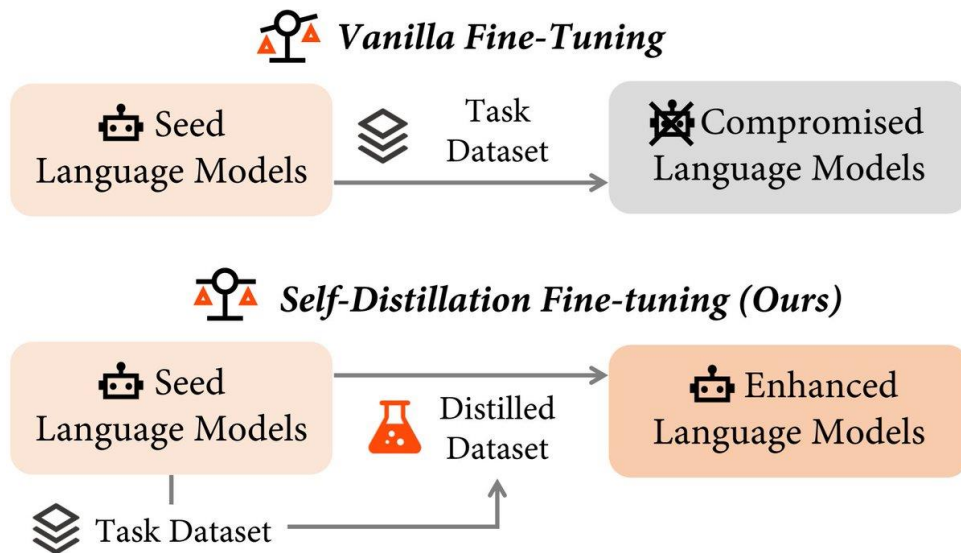 Vanilla Fine-Tuning
Seed
Language Models
Task
Dataset
Compromised
Language Models
Self-Distillation Fine-tuning (Ours)
Seed
Language Models
Distilled
Dataset
Enhanced
Language Models
Task Dataset